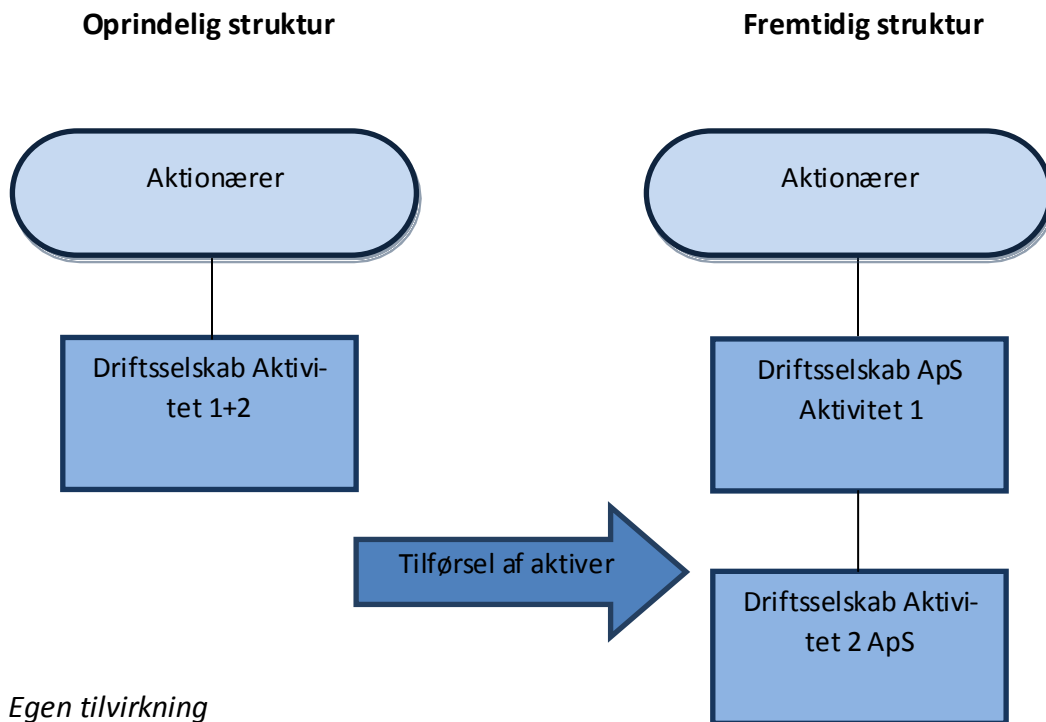 Oprindelig struktur
Fremtidig struktur
Aktionærer
Aktionærer
Driftsselskab Aktivi-
tet 1+2
Driftsselskab ApS
Aktivitet 1
Tilførsel af aktiver
Driftsselskab Aktivi-
tet 2 ApS
Egen tilvirkning